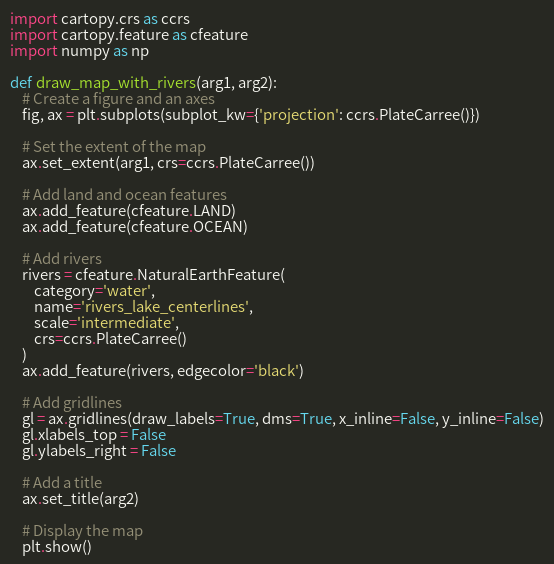 import cartopy.crs as ccrs
import cartopy.feature as cfeature
import numpy as np

def draw_map_with_rivers(arg1, arg2):
    # Create a figure and an axes
    fig, ax = plt.subplots(subplot_kw={'projection': ccrs.PlateCarree()})

    # Set the extent of the map
    ax.set_extent(arg1, crs=ccrs.PlateCarree())

    # Add land and ocean features
    ax.add_feature(cfeature.LAND)
    ax.add_feature(cfeature.OCEAN)

    # Add rivers
    rivers = cfeature.NaturalEarthFeature(
        category='water',
        name='rivers_lake_centerlines',
        scale='intermediate',
        crs=ccrs.PlateCarree()
    )
    ax.add_feature(rivers, edgecolor='black')

    # Add gridlines
    gl = ax.gridlines(draw_labels=True, dms=True, x_inline=False, y_inline=False)
    gl.xlabels_top = False
    gl.ylabels_right = False

    # Add a title
    ax.set_title(arg2)

    # Display the map
    plt.show()